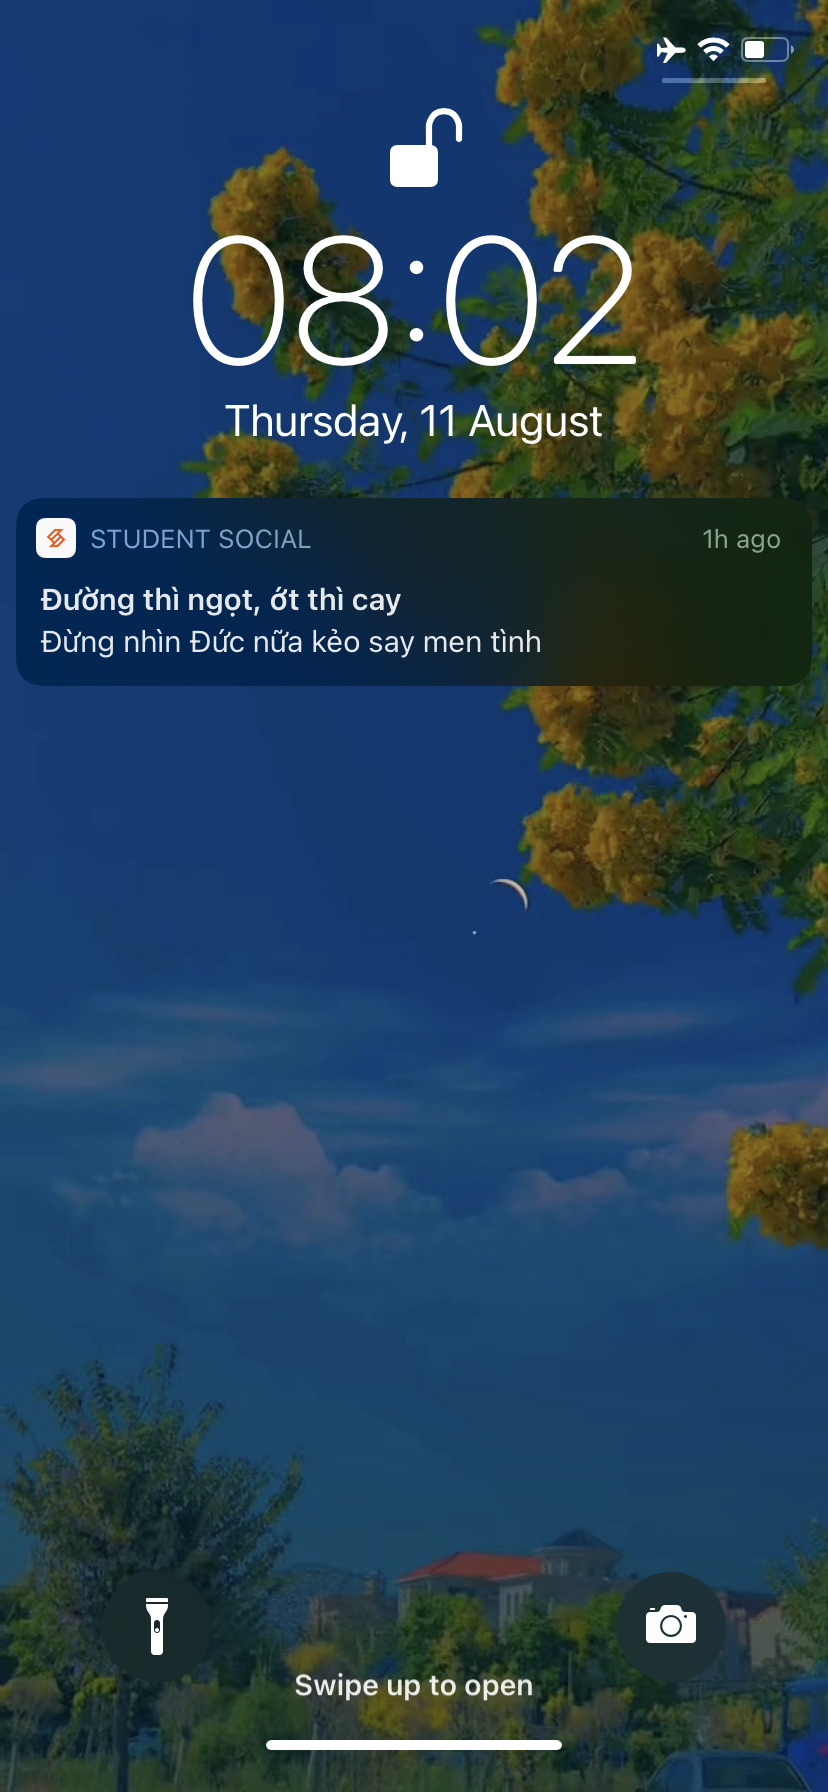 08:02
Thursday, 11 August
STUDENT SOCIAL 1h ago
Đường thì ngọt, ớt thì cay
Đừng nhìn Đức nữa kẻo say men tình
Swipe up to open